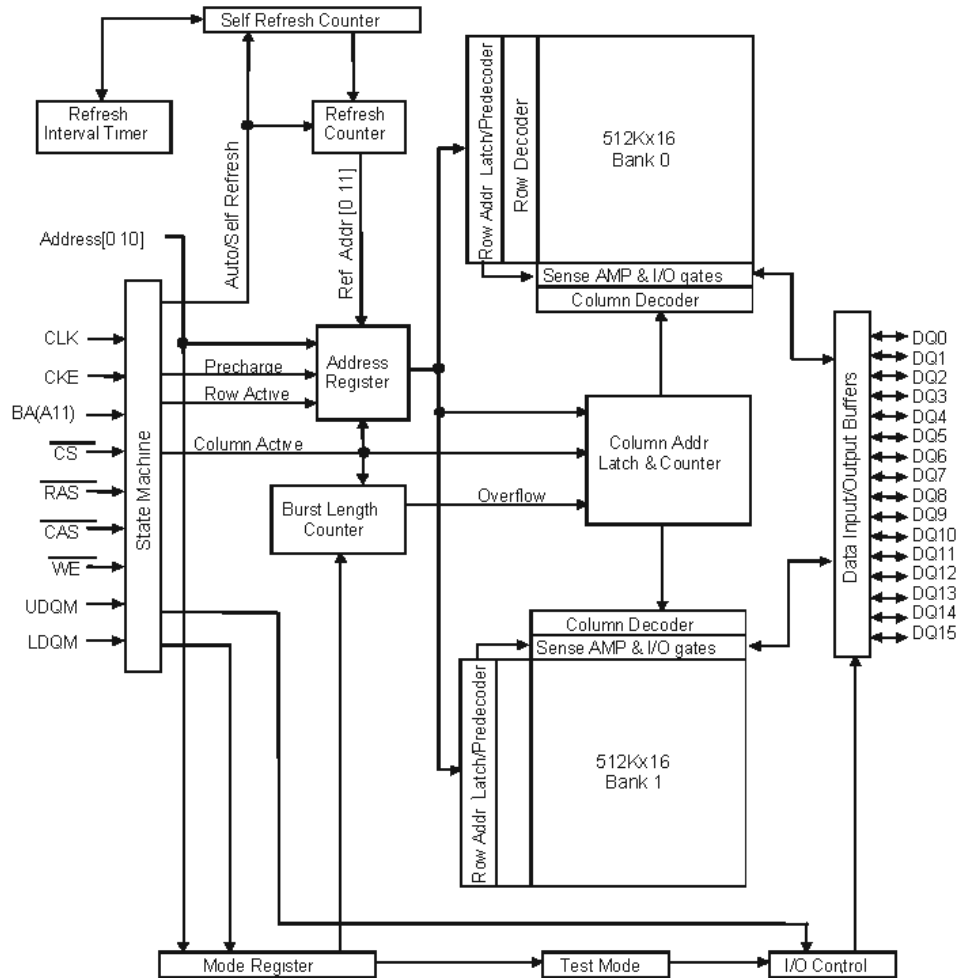 Self Refresh Counter
Refresh
Interval Timer
Refresh
Counter
Row Addr Latch/Predecoder
Row Decoder
512Kx16
Bank 0
Auto/Self Refresh
Ref Addr [0 11]
Address[0 10]
Sense AMP & I/O gates
Column Decoder
State Machine
CLK
CKE
BA(A11)
CS
RAS
CAS
WE
UDQM
LDQM
Precharge
Row Active
Column Active
Address
Register
Burst Length
Counter
Overflow
Column Addr
Latch & Counter
Data Input/Output Buffers
DQ0
DQ1
DQ2
DQ3
DQ4
DQ5
DQ6
DQ7
DQ8
DQ9
DQ10
DQ11
DQ12
DQ13
DQ14
DQ15
Column Decoder
Sense AMP & I/O gates
Row Addr Latch/Predecoder
512Kx16
Bank 1
Mode Register
Test Mode
I/O Control